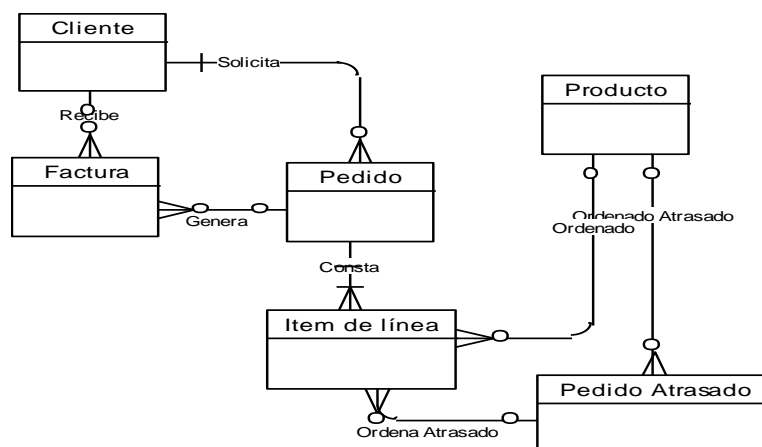 Cliente
Solicita
Producto
Recibe
Factura
Pedido
Ordenado Atrasado
Genera
Ordenado
Consta
Item de línea
Pedido Atrasado
Ordena Atrasado